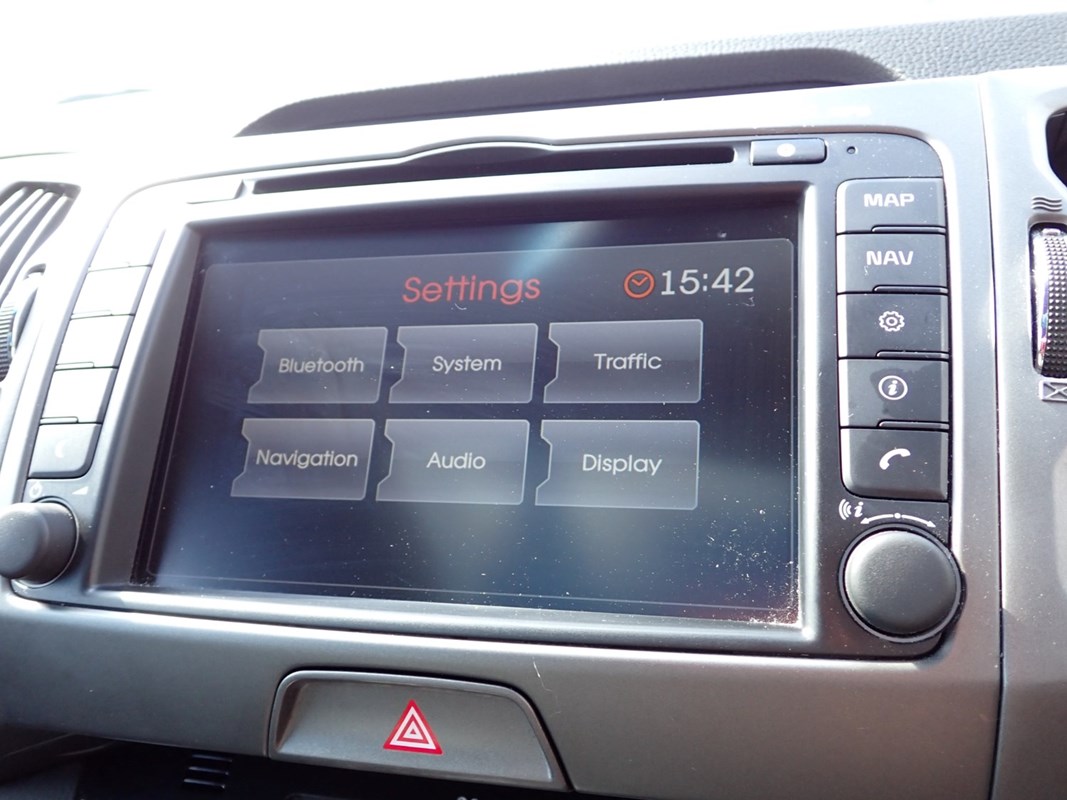 MAP
Settings 15:42
NAV
Bluetooth System Traffic
Navigation Audio Display
i
i